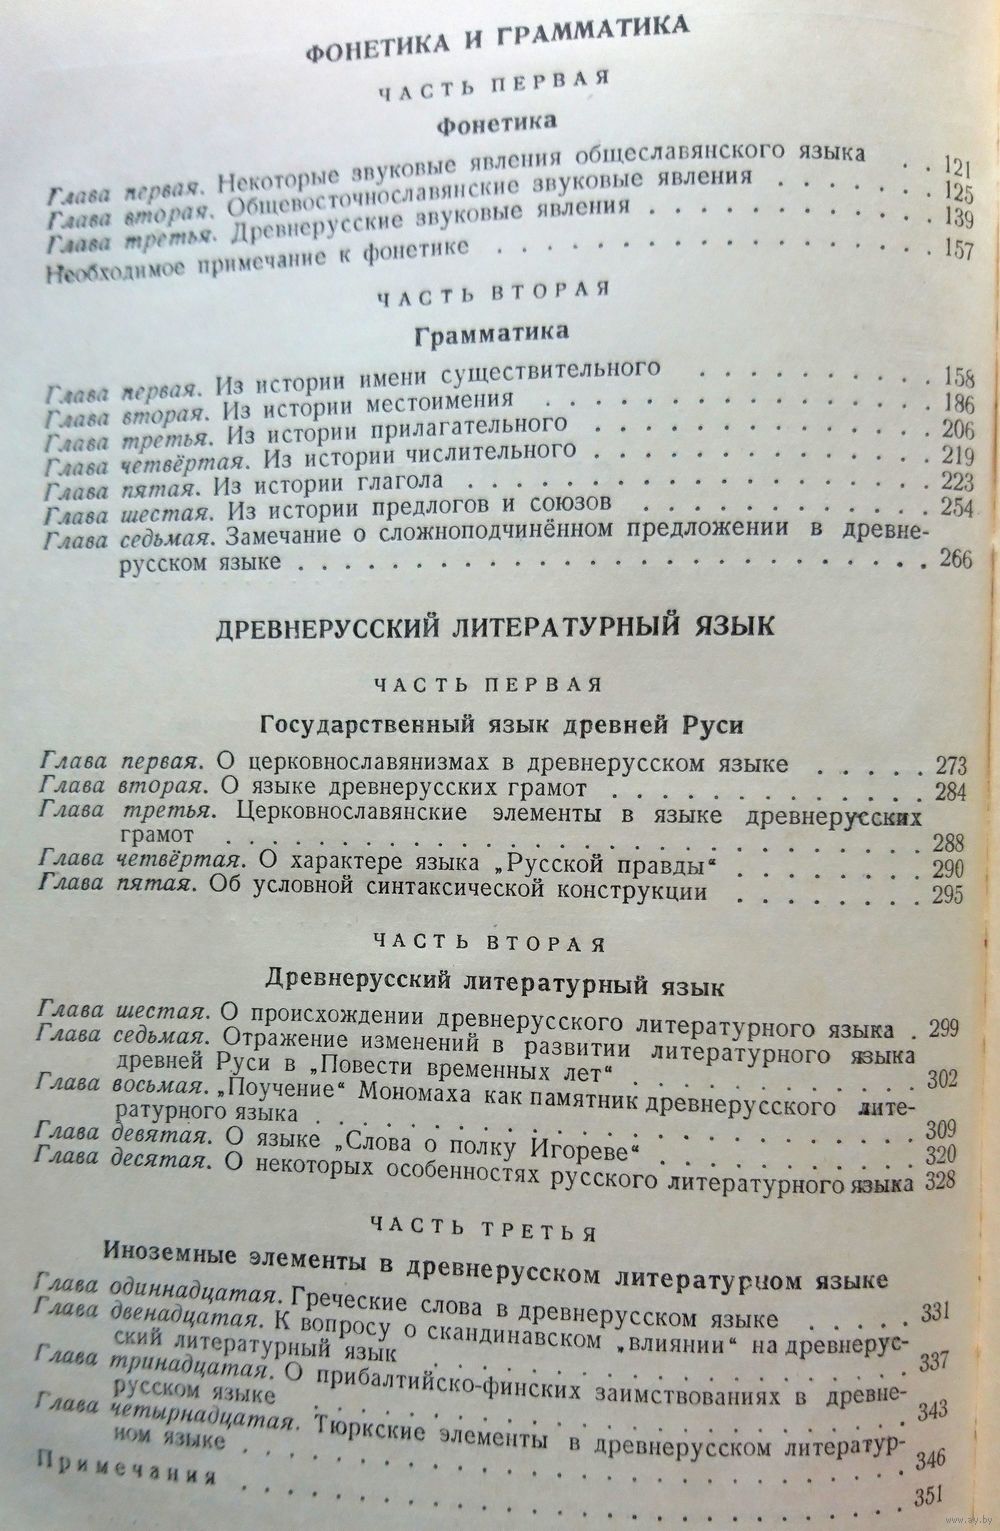 ФОНЕТИКА И ГРАММАТИКА
ЧАСТЬ ПЕРВАЯ
Фонетика
Глава первая. Некоторые звуковые явления общеславянского языка . . 121
Глава вторая. Общевосточнославянские звуковые явления . . . . . . . 125
Глава третья. Древнерусские звуковые явления . . . . . . . . . . . . 139
Необходимое примечание к фонетике . . . . . . . . . . . . . . . . . 157
ЧАСТЬ ВТОРАЯ
Грамматика
Глава первая. Из истории имени существительного . . . . . . . . . . 158
Глава вторая. Из истории местоимения . . . . . . . . . . . . . . . . 186
Глава третья. Из истории прилагательного . . . . . . . . . . . . . . 206
Глава четвёртая. Из истории числительного . . . . . . . . . . . . . . 219
Глава пятая. Из истории глагола . . . . . . . . . . . . . . . . . . . 223
Глава шестая. Из истории предлогов и союзов . . . . . . . . . . . . 254
Глава седьмая. Замечание о сложноподчинённом предложении в древне-
русском языке . . . . . . . . . . . . . . . . . . . . . . . . . 266
ДРЕВНЕРУССКИЙ ЛИТЕРАТУРНЫЙ ЯЗЫК
ЧАСТЬ ПЕРВАЯ
Государственный язык древней Руси
Глава первая. О церковнославянизмах в древнерусском языке . . . . . 273
Глава вторая. О языке древнерусских грамот . . . . . . . . . . . . . 284
Глава третья. Церковнославянские элементы в языке древнерусских
грамот . . . . . . . . . . . . . . . . . . . . . . . . . . . . 288
Глава четвёртая. О характере языка „Русской правды“ . . . . . . . . 290
Глава пятая. Об условной синтаксической конструкции . . . . . . . . 295
ЧАСТЬ ВТОРАЯ
Древнерусский литературный язык
Глава шестая. О происхождении древнерусского литературного языка . 299
Глава седьмая. Отражение изменений в развитии литературного языка
древней Руси в „Повести временных лет“ . . . . . . . . . . . . 302
Глава восьмая. „Поучение“ Мономаха как памятник древнерусского лите-
ратурного языка . . . . . . . . . . . . . . . . . . . . . . . . 309
Глава девятая. О языке „Слова о полку Игореве“ . . . . . . . . . . . 320
Глава десятая. О некоторых особенностях русского литературного языка 328
ЧАСТЬ ТРЕТЬЯ
Иноземные элементы в древнерусском литературном языке
Глава одиннадцатая. Греческие слова в древнерусском языке . . . . . 331
Глава двенадцатая. К вопросу о скандинавском „влиянии“ на древнерус-
ский литературный язык . . . . . . . . . . . . . . . . . . . . 337
Глава тринадцатая. О прибалтийско-финских заимствованиях в древне-
русском языке . . . . . . . . . . . . . . . . . . . . . . . . . 343
Глава четырнадцатая. Тюркские элементы в древнерусском литератур-
ном языке . . . . . . . . . . . . . . . . . . . . . . . . . . . 346
Примечания . . . . . . . . . . . . . . . . . . . . . . . . . . . 351
www.ay.by